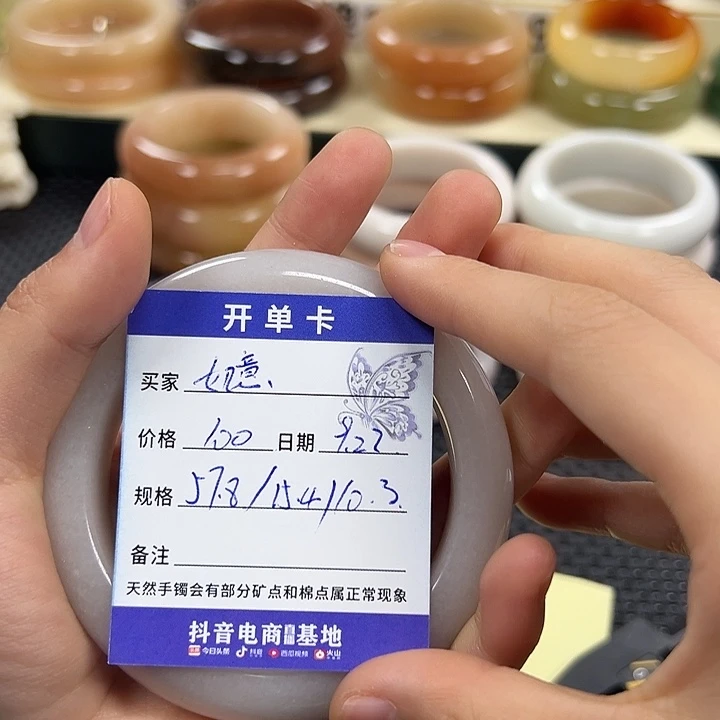 开单卡
买家 如意、
价格 100 日期 9.22
规格 57.8/15.4/10.3
备注
天然手镯会有部分矿点和棉点属正常现象
抖音电商直播基地
今日头条 抖音 西瓜视频 火山